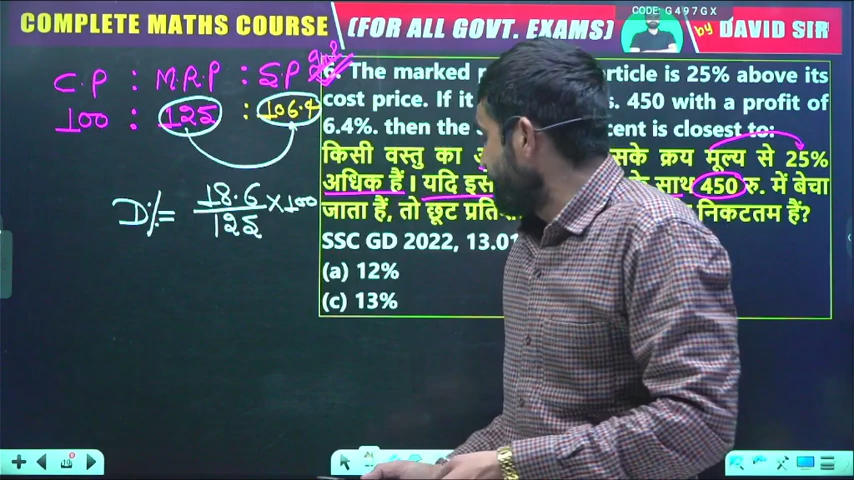 CODE: G497GX
COMPLETE MATHS COURSE (FOR ALL GOVT. EXAMS) by DAVID SIR
C.P : M.R.P : S.P
100 : 125 : 106.4
D%= 18.6/125 ×100
6. The marked article is 25% above its
cost price. If it s. 450 with a profit of
6.4%. then the cent is closest to:
किसी वस्तु का क्रय मूल्य से 25%
अधिक हैं। यदि इस साथ 450 रु. में बेचा
जाता हैं, तो छूट निकटतम हैं?
SSC GD 2022, 13.01
(a) 12%
(c) 13%